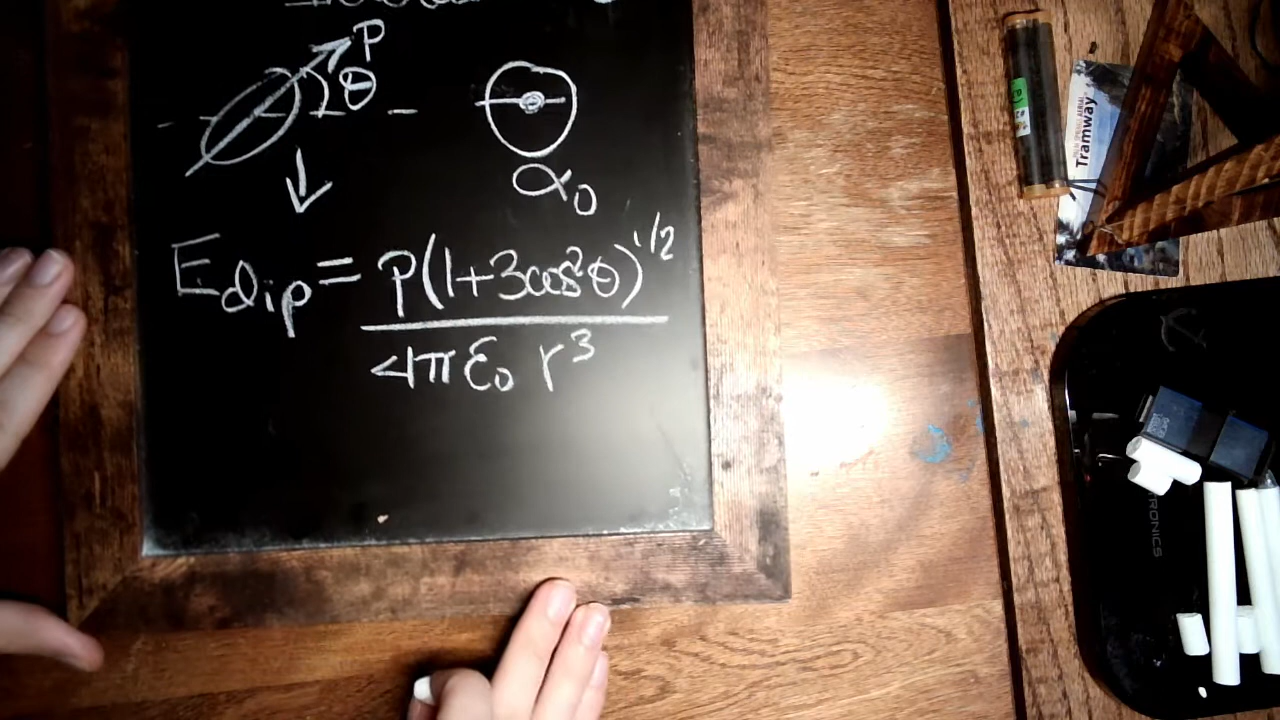 P
θ
α₀
E_dip = p(1+3cos²θ)^1/2
4πε₀ r³
Tramway